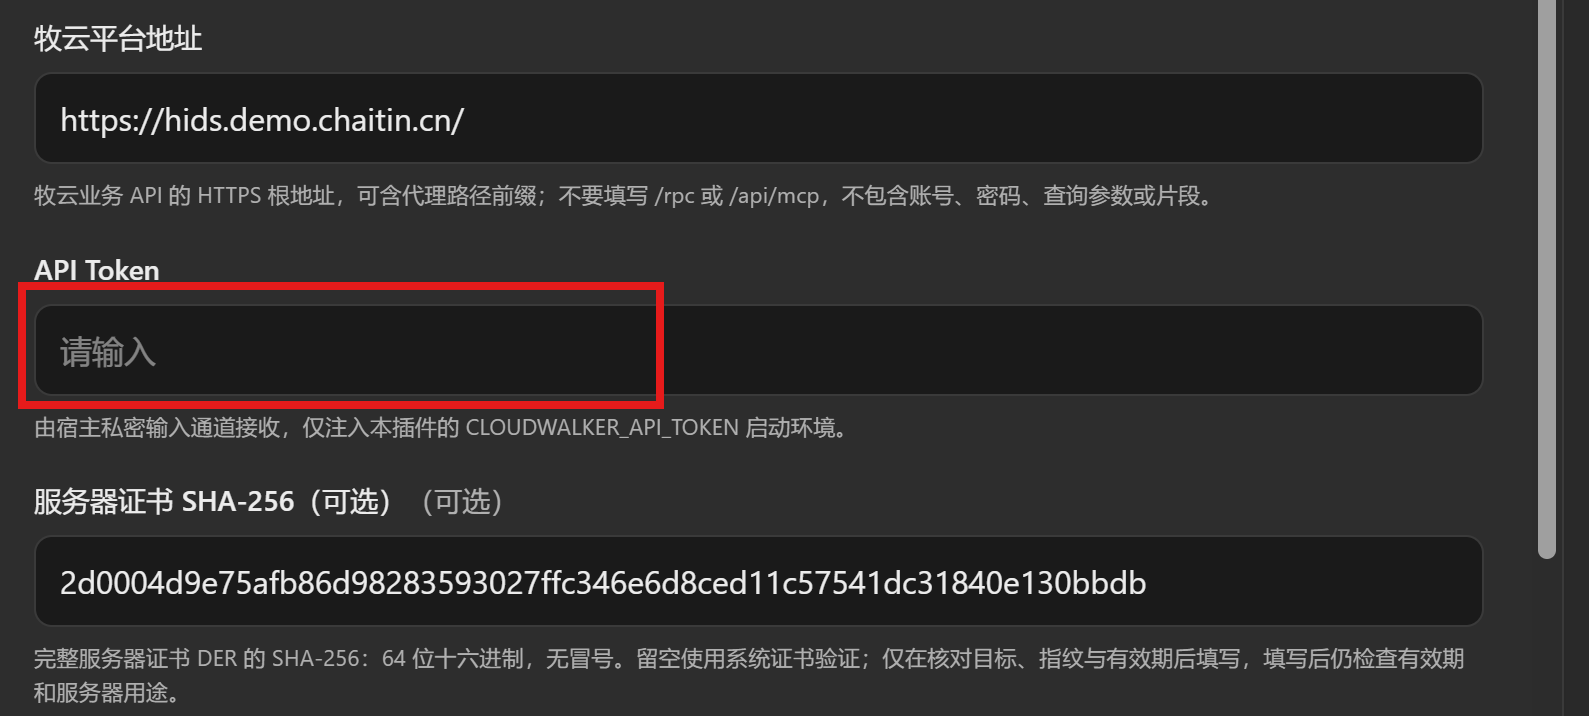 牧云平台地址
https://hids.demo.chaitin.cn/
牧云业务 API 的 HTTPS 根地址，可含代理路径前缀；不要填写 /rpc 或 /api/mcp，不包含账号、密码、查询参数或片段。
API Token
请输入
由宿主私密输入通道接收，仅注入本插件的 CLOUDWALKER_API_TOKEN 启动环境。
服务器证书 SHA-256（可选）（可选）
2d0004d9e75afb86d98283593027ffc346e6d8ced11c57541dc31840e130bbdb
完整服务器证书 DER 的 SHA-256：64 位十六进制，无冒号。留空使用系统证书验证；仅在核对目标、指纹与有效期后填写，填写后仍检查有效期
和服务器用途。